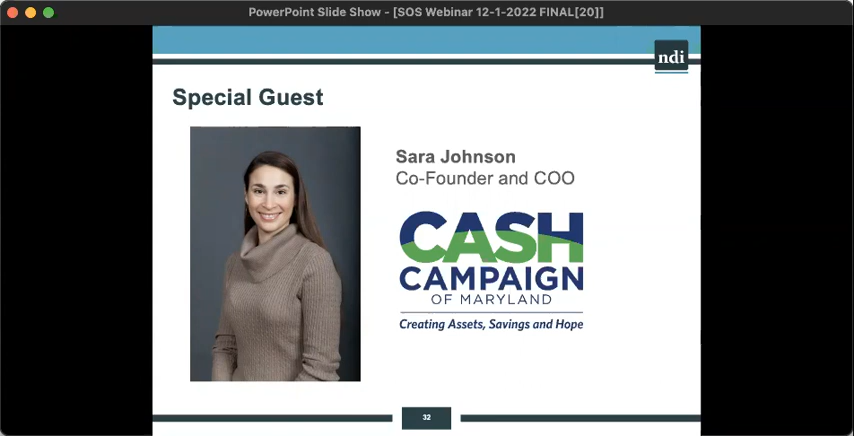 PowerPoint Slide Show - [SOS Webinar 12-1-2022 FINAL[20]]
ndi
Special Guest
Sara Johnson
Co-Founder and COO
CASH
CAMPAIGN
OF MARYLAND
Creating Assets, Savings and Hope
32